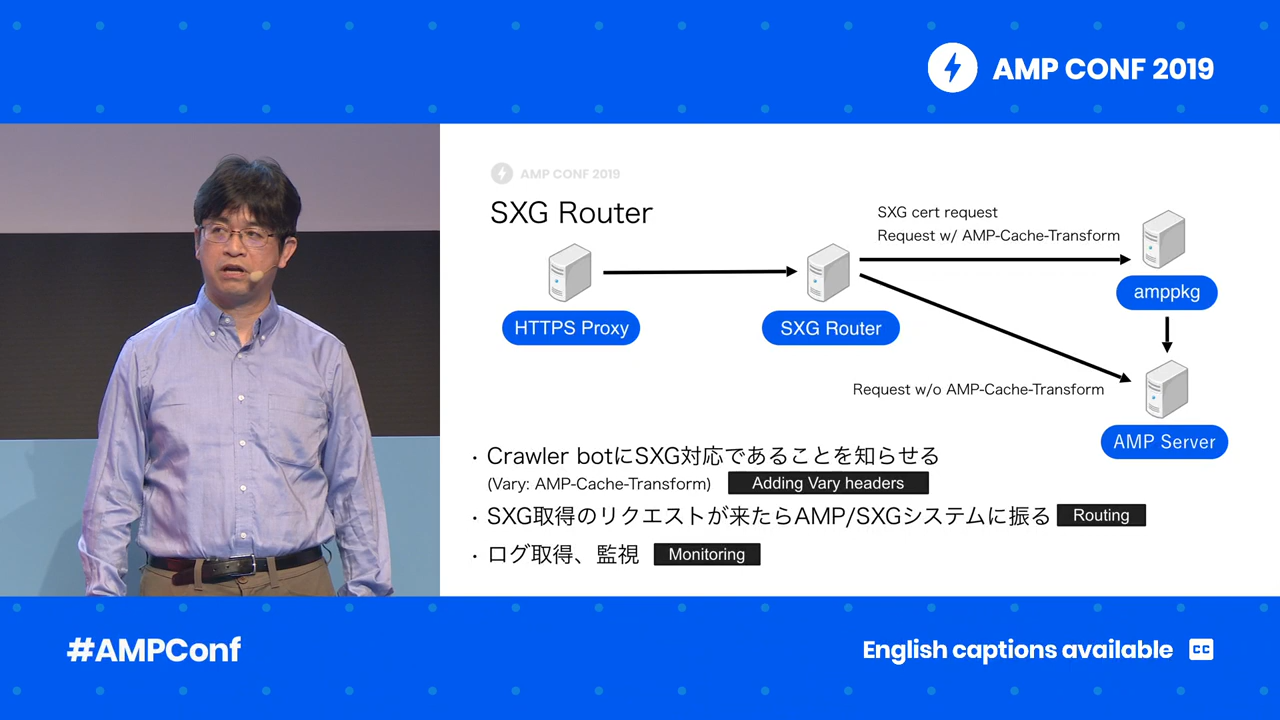 AMP CONF 2019
AMP CONF 2019
SXG Router
SXG cert request
Request w/ AMP-Cache-Transform
amppkg
HTTPS Proxy
SXG Router
Request w/o AMP-Cache-Transform
AMP Server
・Crawler botにSXG対応であることを知らせる
(Vary: AMP-Cache-Transform) Adding Vary headers
・SXG取得のリクエストが来たらAMP/SXGシステムに振る Routing
・ログ取得、監視 Monitoring
#AMPConf
English captions available CC